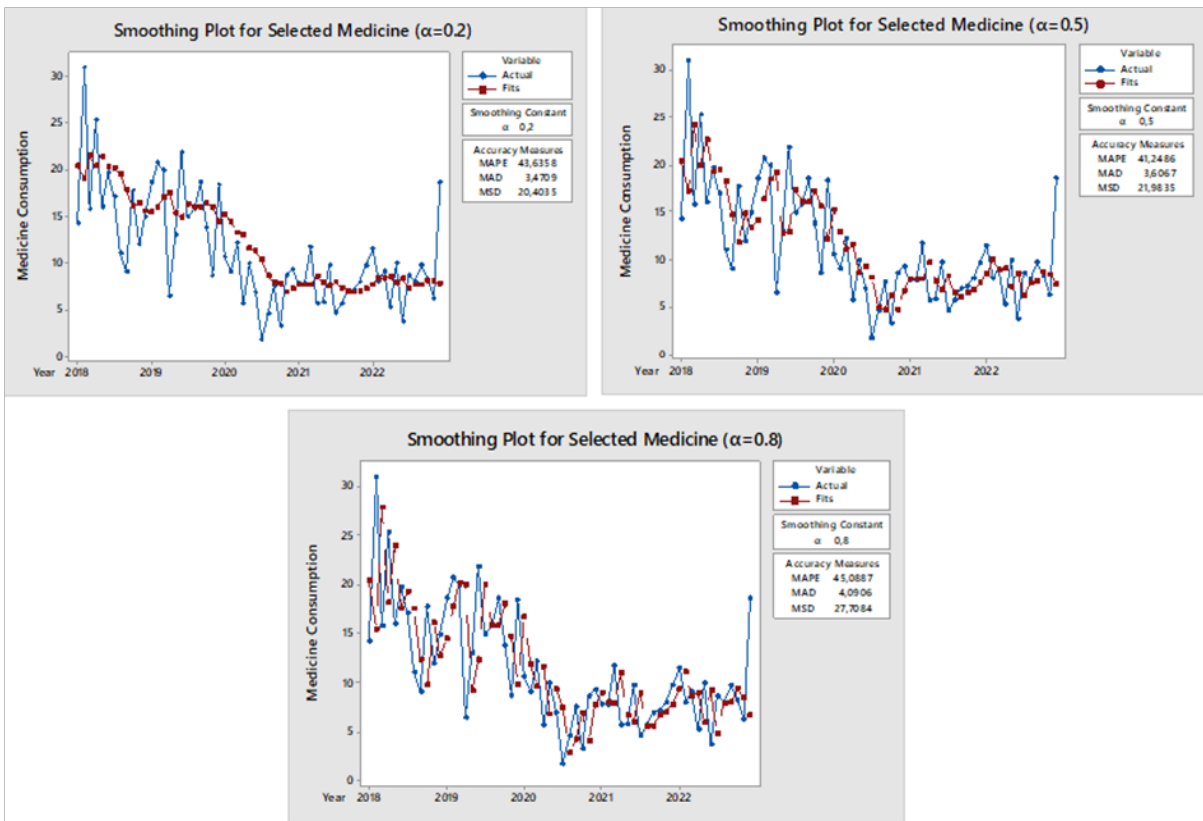 Smoothing Plot for Selected Medicine (α=0.2)
Medicine Consumption
30
25
20
15
10
5
0
Year 2018 2019 2020 2021 2022
Variable
Actual
Fits
Smoothing Constant
α 0,2
Accuracy Measures
MAPE 43,6358
MAD 3,4709
MSD 20,4035
Smoothing Plot for Selected Medicine (α=0.5)
Medicine Consumption
30
25
20
15
10
5
0
Year 2018 2019 2020 2021 2022
Variable
Actual
Fits
Smoothing Constant
α 0,5
Accuracy Measures
MAPE 41,2486
MAD 3,6067
MSD 21,9835
Smoothing Plot for Selected Medicine (α=0.8)
Medicine Consumption
30
25
20
15
10
5
0
Year 2018 2019 2020 2021 2022
Variable
Actual
Fits
Smoothing Constant
α 0,8
Accuracy Measures
MAPE 45,0887
MAD 4,0906
MSD 27,7084